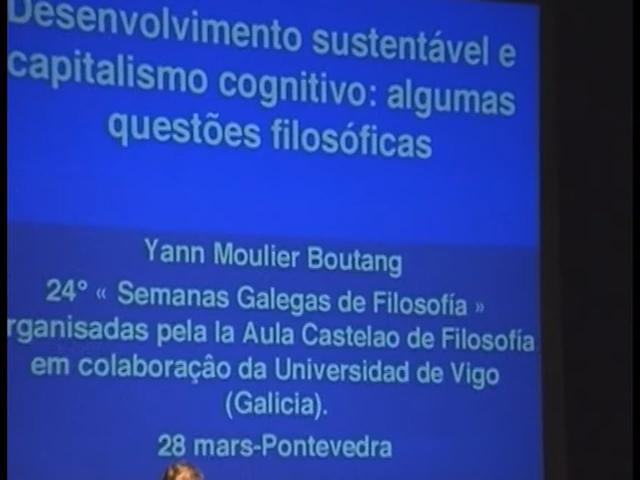 Desenvolvimento sustentável e
capitalismo cognitivo: algumas
questões filosóficas
Yann Moulier Boutang
24° « Semanas Galegas de Filosofía »
rganisadas pela la Aula Castelao de Filosofía
em colaboraçâo da Universidad de Vigo
(Galicia).
28 mars-Pontevedra